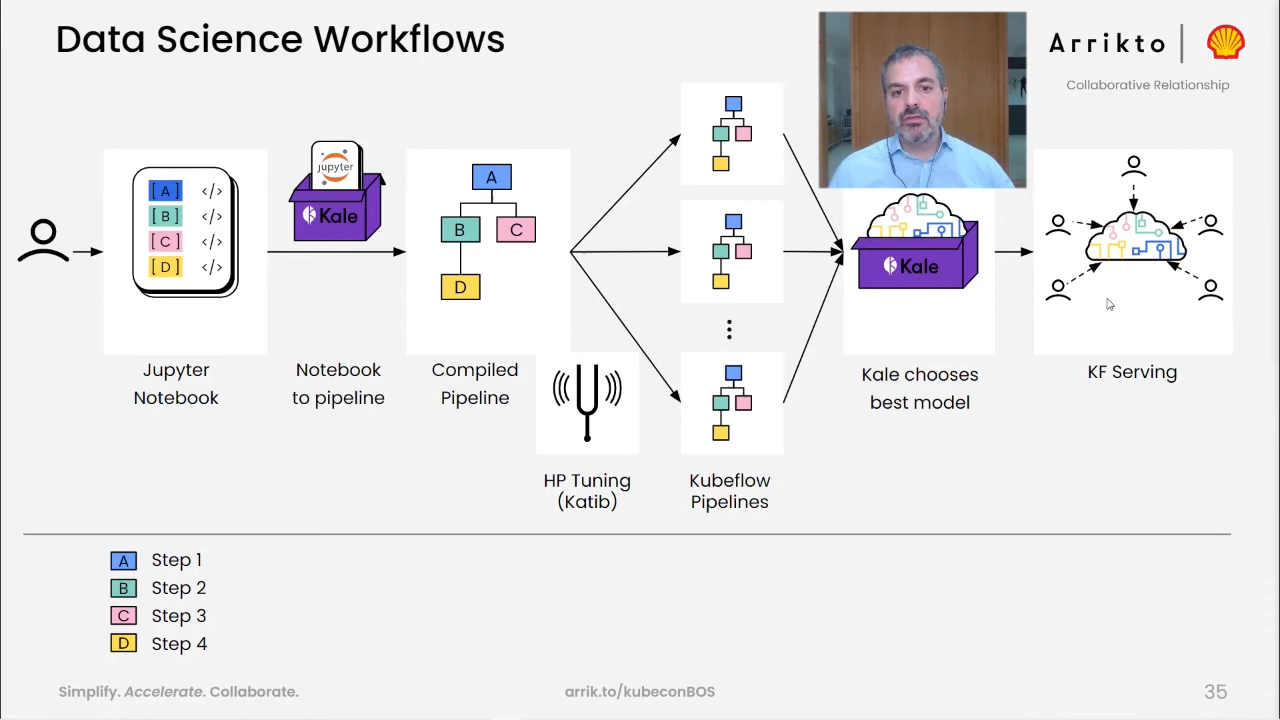 Data Science Workflows
Arrikto
Collaborative Relationship
[ A ] </>
[ B ] </>
[ C ] </>
[ D ] </>
jupyter
Kale
A
B
C
D
Kale
Jupyter
Notebook
Notebook
to pipeline
Compiled
Pipeline
HP Tuning
(Katib)
Kubeflow
Pipelines
Kale chooses
best model
KF Serving
A Step 1
B Step 2
C Step 3
D Step 4
Simplify. Accelerate. Collaborate.
arrik.to/kubeconBOS
35